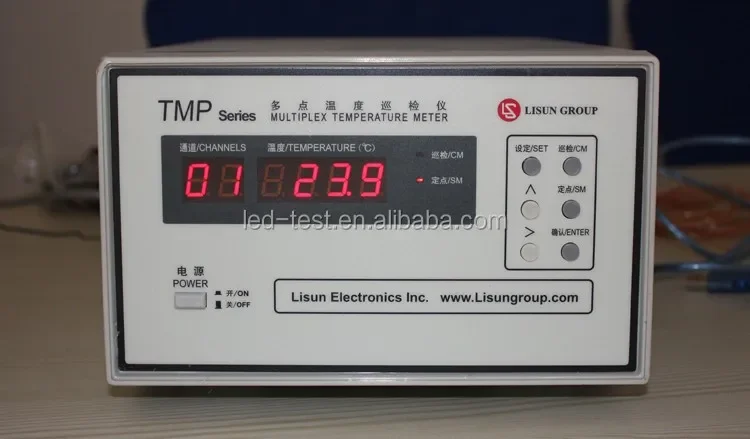 TMP Series
多点温度巡检仪
MULTIPLEX TEMPERATURE METER
LS LISUN GROUP
通道/CHANNELS 温度/TEMPERATURE (℃)
01 23.9
巡检/CM
定点/SM
设定/SET 巡检/CM
定点/SM
确认/ENTER
led-test.en.alibaba.com
电源
POWER
开/ON
关/OFF
Lisun Electronics Inc. www.Lisungroup.com